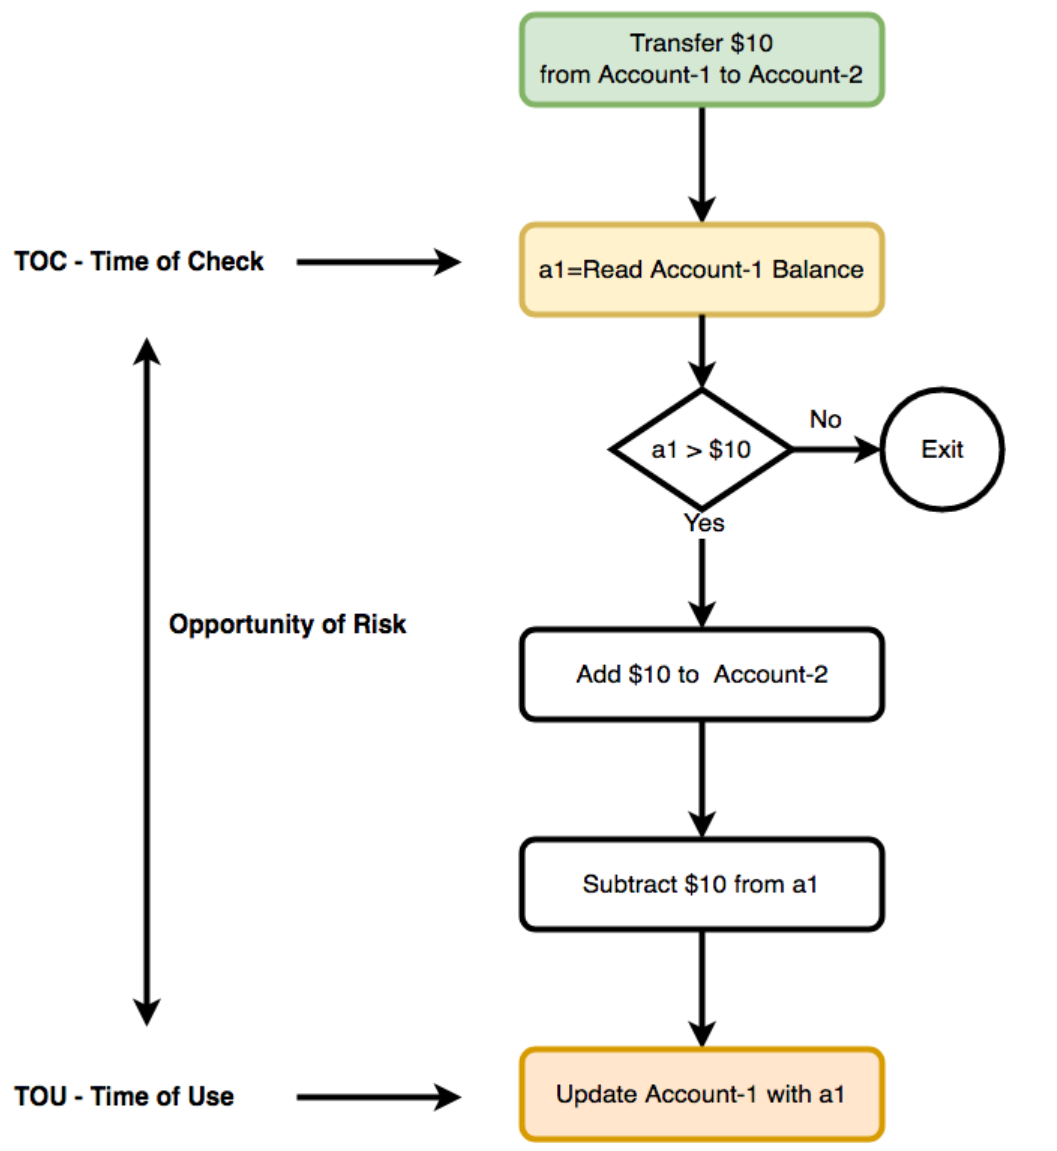 Transfer $10
from Account-1 to Account-2
TOC - Time of Check
a1=Read Account-1 Balance
a1 > $10
No
Exit
Yes
Opportunity of Risk
Add $10 to  Account-2
Subtract $10 from a1
TOU - Time of Use
Update Account-1 with a1